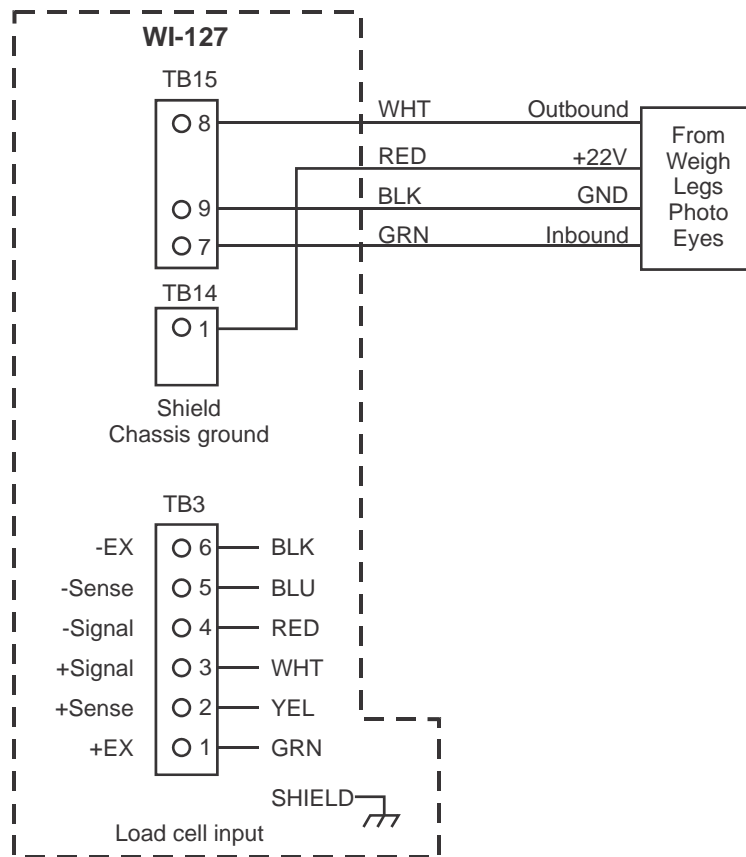 WI-127
TB15
8 WHT Outbound
RED +22V
9 BLK GND
7 GRN Inbound
From
Weigh
Legs
Photo
Eyes
TB14
1
Shield
Chassis ground
TB3
-EX 6 BLK
-Sense 5 BLU
-Signal 4 RED
+Signal 3 WHT
+Sense 2 YEL
+EX 1 GRN
SHIELD
Load cell input